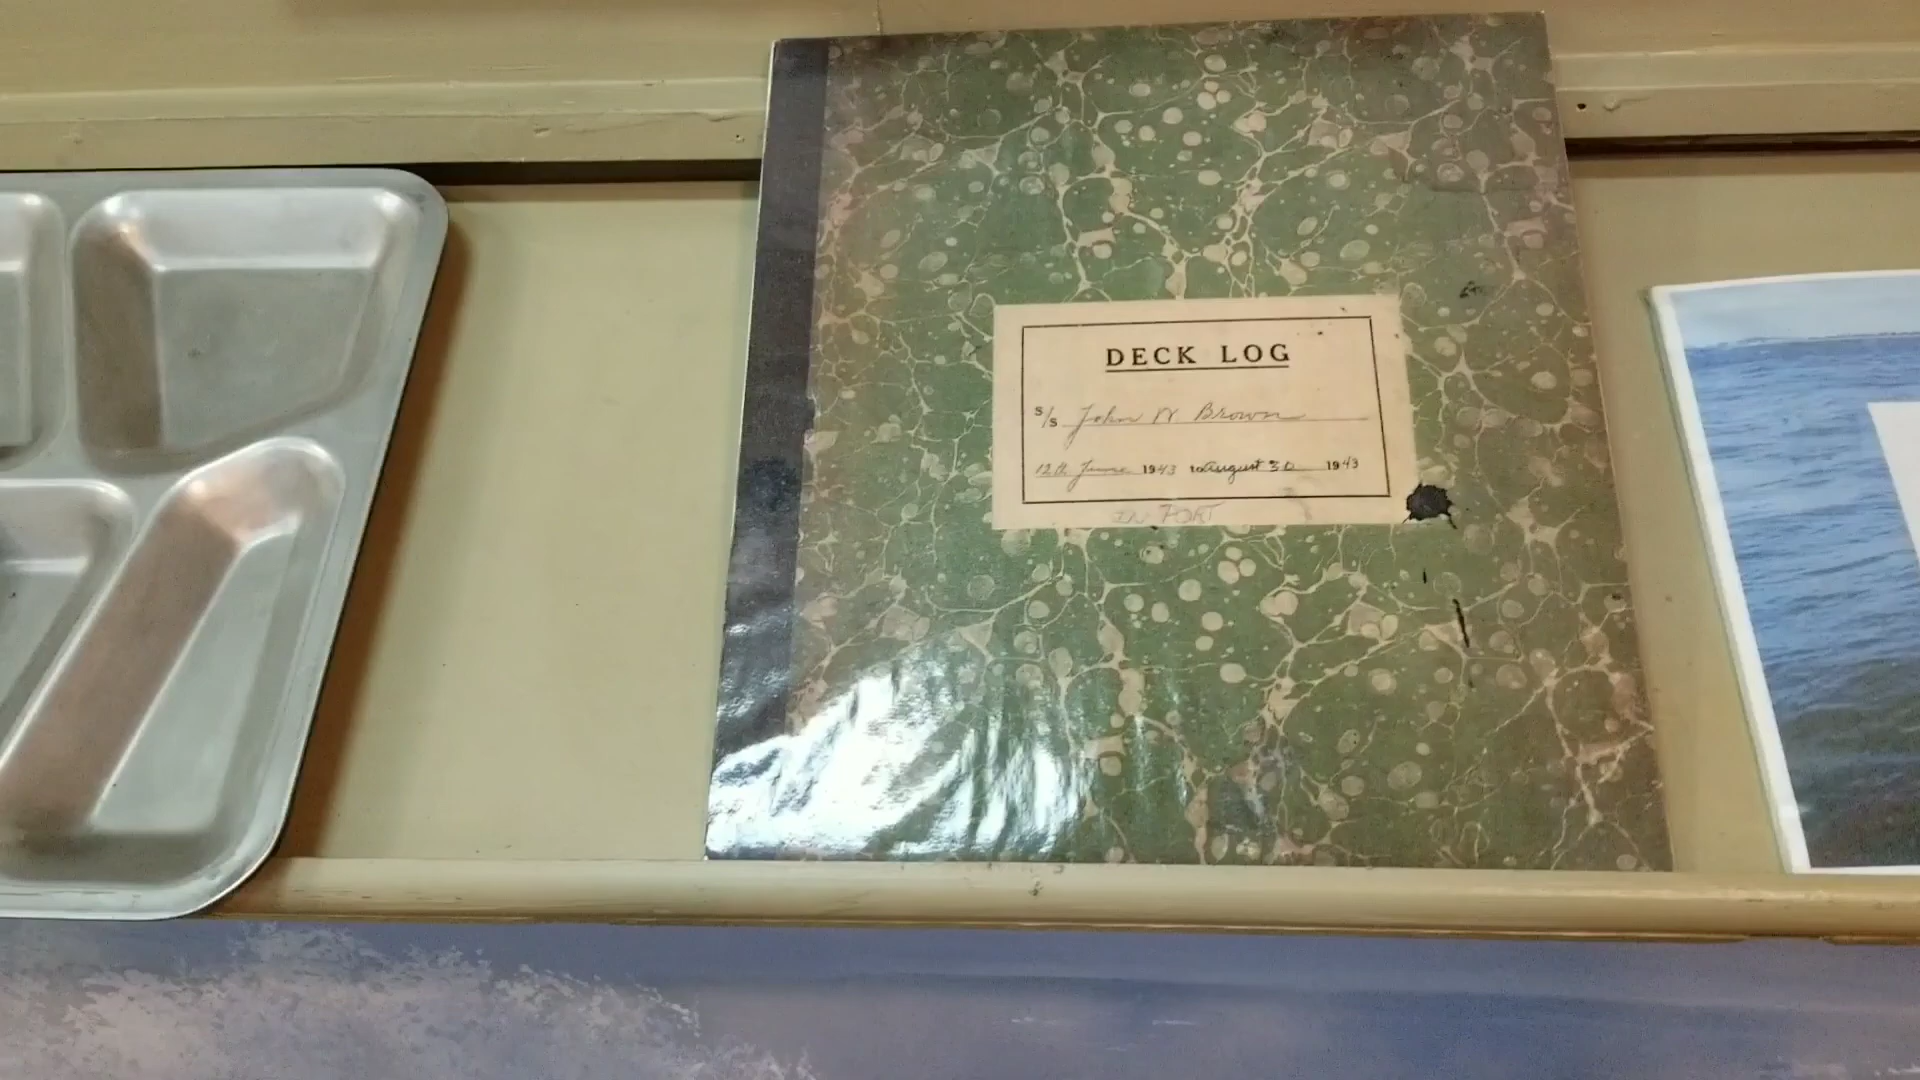 DECK LOG
S/S John W. Brown
12th June 1943 to August 30 1943
IN PORT